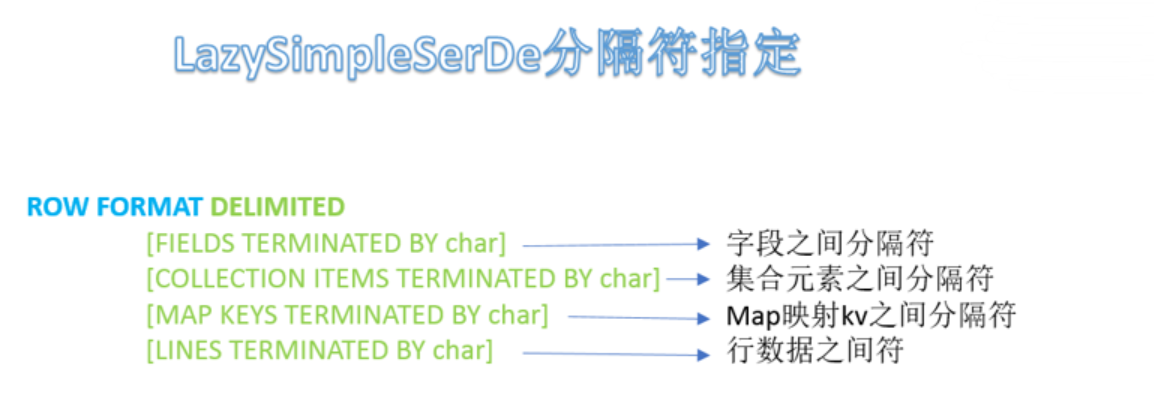 LazySimpleSerDe分隔符指定
ROW FORMAT DELIMITED
[FIELDS TERMINATED BY char] 字段之间分隔符
[COLLECTION ITEMS TERMINATED BY char] 集合元素之间分隔符
[MAP KEYS TERMINATED BY char] Map映射kv之间分隔符
[LINES TERMINATED BY char] 行数据之间符